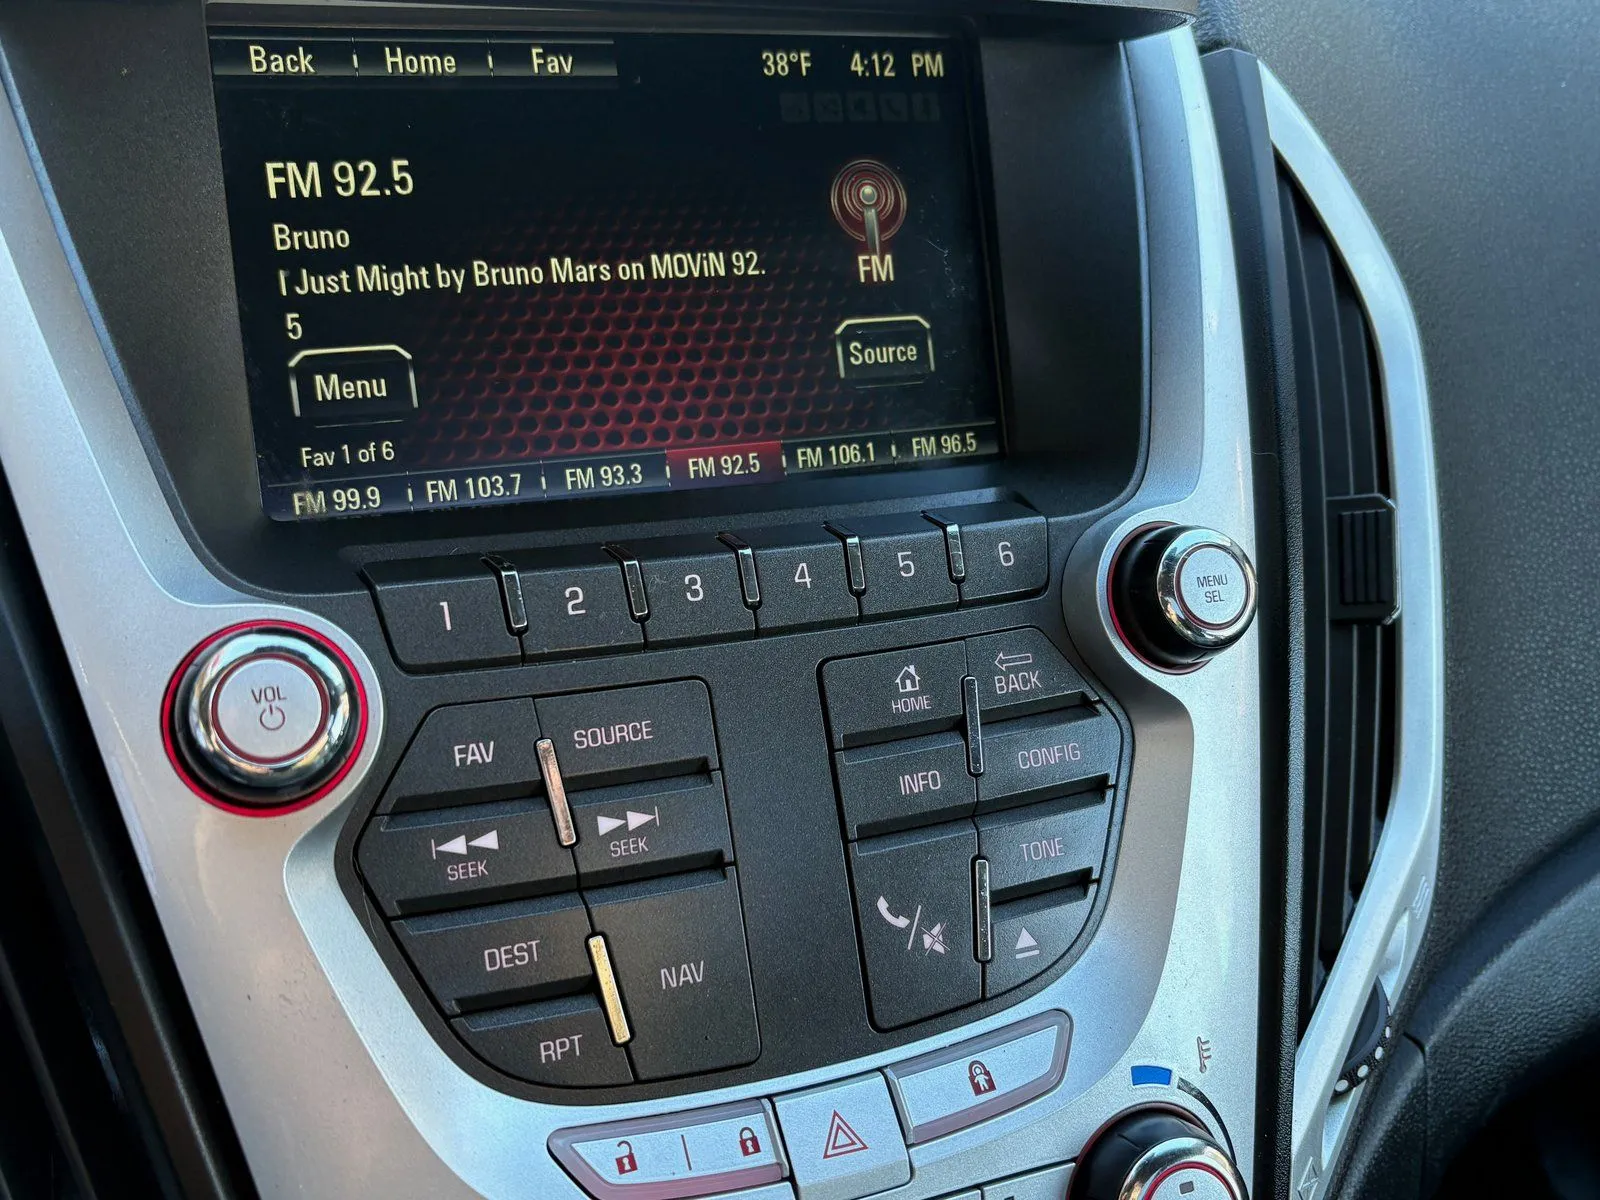 Back Home Fav 38°F 4:12 PM
FM 92.5
Bruno
I Just Might by Bruno Mars on MOViN 92.
5
FM
Menu
Source
Fav 1 of 6
FM 99.9 FM 103.7 FM 93.3 FM 92.5 FM 106.1 FM 96.5
1 2 3 4 5 6
MENU
SEL
VOL
FAV SOURCE
SEEK SEEK
DEST NAV
RPT
HOME BACK
INFO CONFIG
TONE